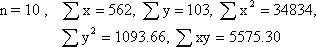 n = 10 , ∑ x = 562, ∑ y = 103, ∑ x² = 34834,
∑ y² = 1093.66, ∑ xy = 5575.30